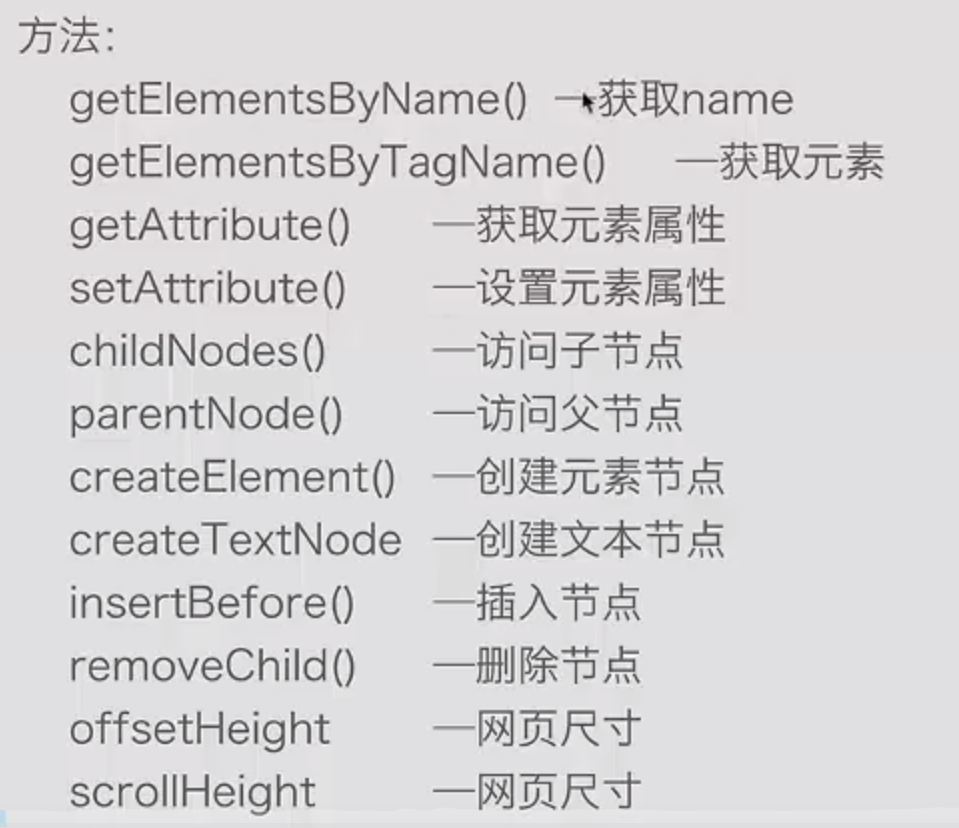 方法：
getElementsByName() —获取name
getElementsByTagName() —获取元素
getAttribute() —获取元素属性
setAttribute() —设置元素属性
childNodes() —访问子节点
parentNode() —访问父节点
createElement() —创建元素节点
createTextNode —创建文本节点
insertBefore() —插入节点
removeChild() —删除节点
offsetHeight —网页尺寸
scrollHeight —网页尺寸